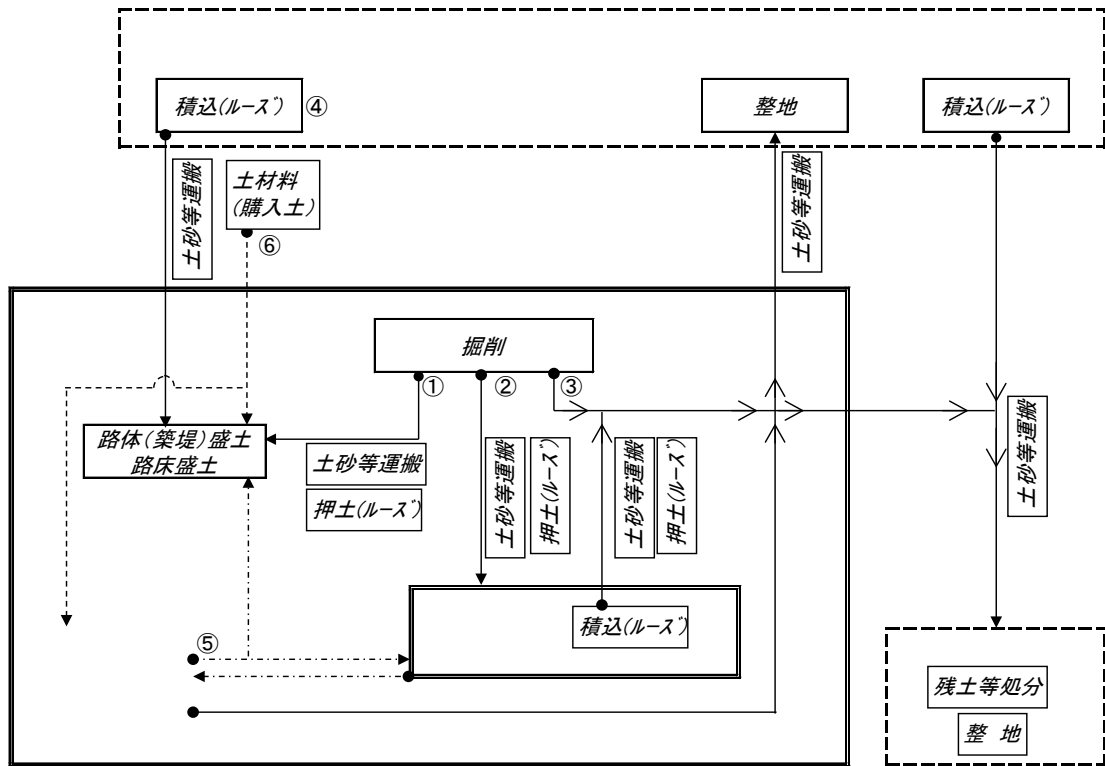 積込(ルーズ) ④
整地
積込(ルーズ)
土砂等運搬
土材料
(購入土)
⑥
土砂等運搬
掘削
① ② ③
路体(築堤)盛土
路床盛土
土砂等運搬
押土(ルーズ)
土砂等運搬
押土(ルーズ)
土砂等運搬
押土(ルーズ)
土砂等運搬
積込(ルーズ)
⑤
残土等処分
整 地